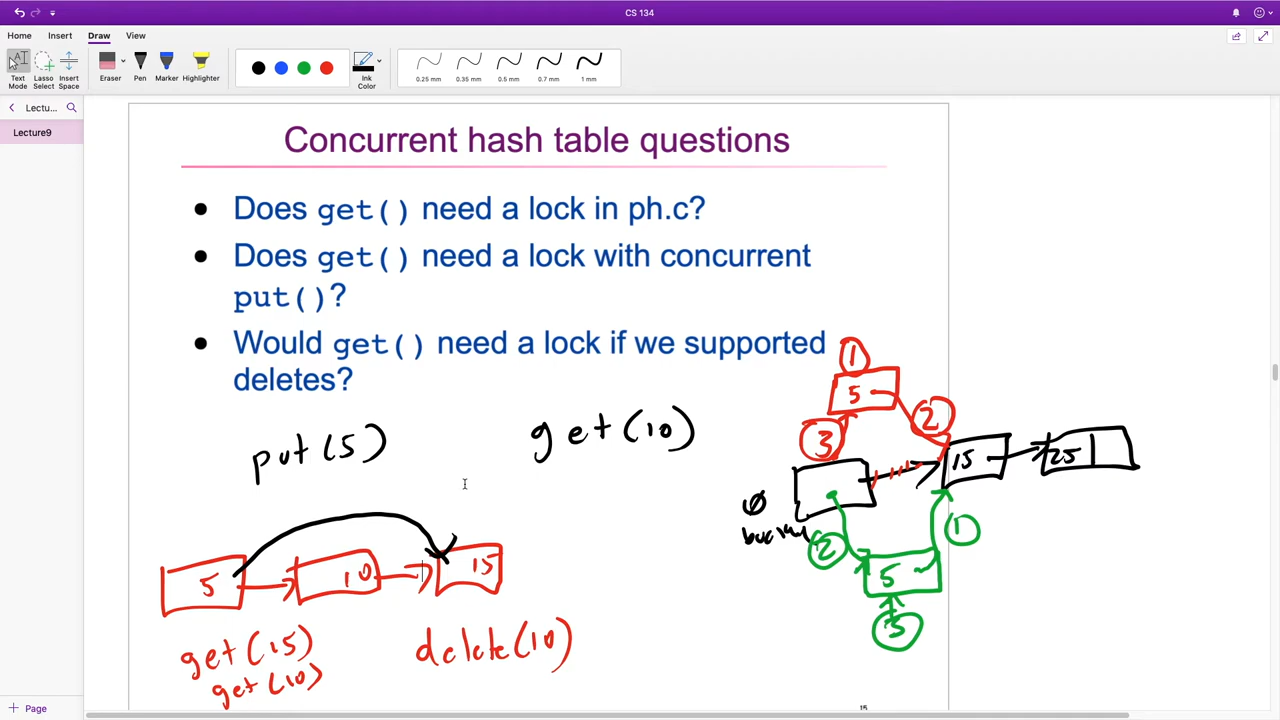 CS 134
Home Insert Draw View
Text Mode
Lasso Select
Insert Space
Eraser
Pen
Marker
Highlighter
Ink Color
0.25 mm
0.35 mm
0.5 mm
0.7 mm
1 mm
Lectu...
Lecture9
Concurrent hash table questions
• Does get() need a lock in ph.c?
• Does get() need a lock with concurrent
put()?
• Would get() need a lock if we supported
deletes?
put(5)
get(10)
1
5
2
3
15
25
0
2
1
5
3
5
10
15
get(15)
get(10)
delete(10)
15
+ Page